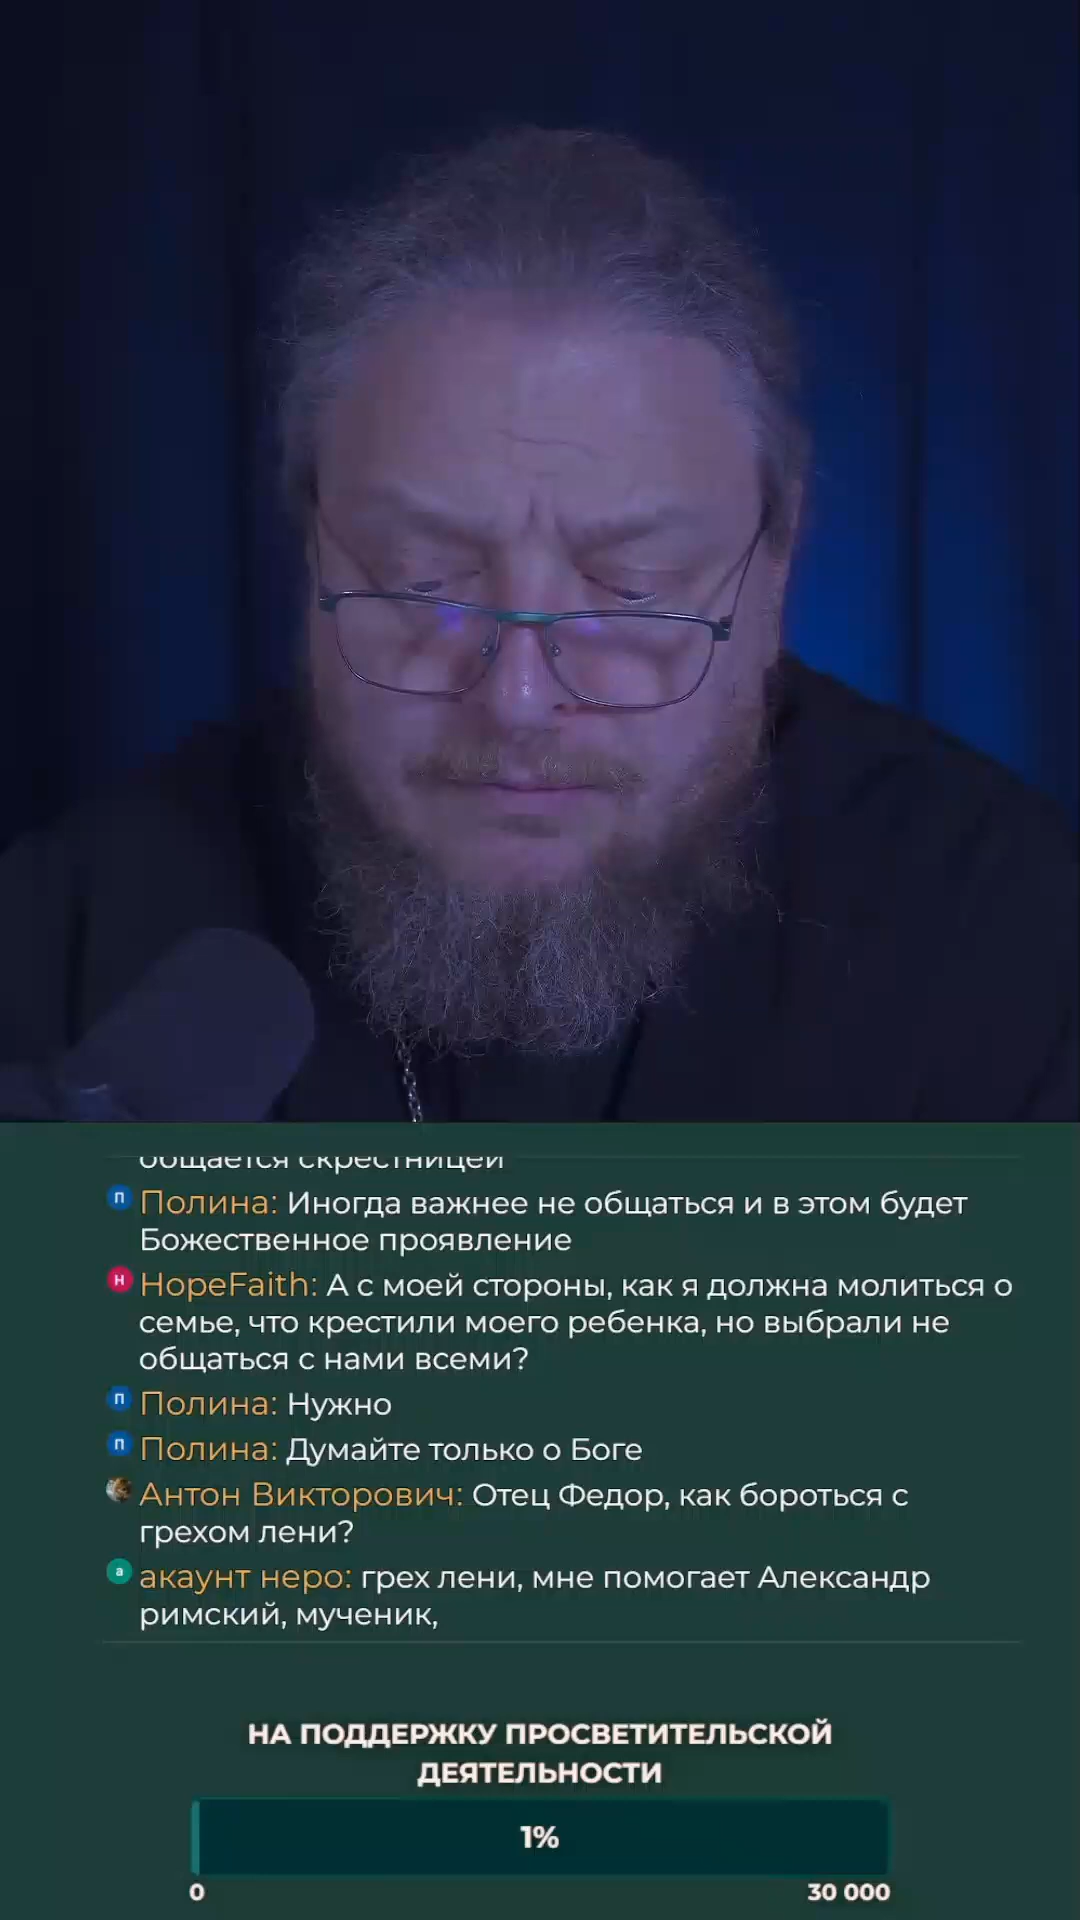 общается скрестницей
П Полина: Иногда важнее не общаться и в этом будет
Божественное проявление
H HopeFaith: А с моей стороны, как я должна молиться о
семье, что крестили моего ребенка, но выбрали не
общаться с нами всеми?
П Полина: Нужно
П Полина: Думайте только о Боге
Антон Викторович: Отец Федор, как бороться с
грехом лени?
а акаунт неро: грех лени, мне помогает Александр
римский, мученик,
НА ПОДДЕРЖКУ ПРОСВЕТИТЕЛЬСКОЙ
ДЕЯТЕЛЬНОСТИ
1%
0
30 000